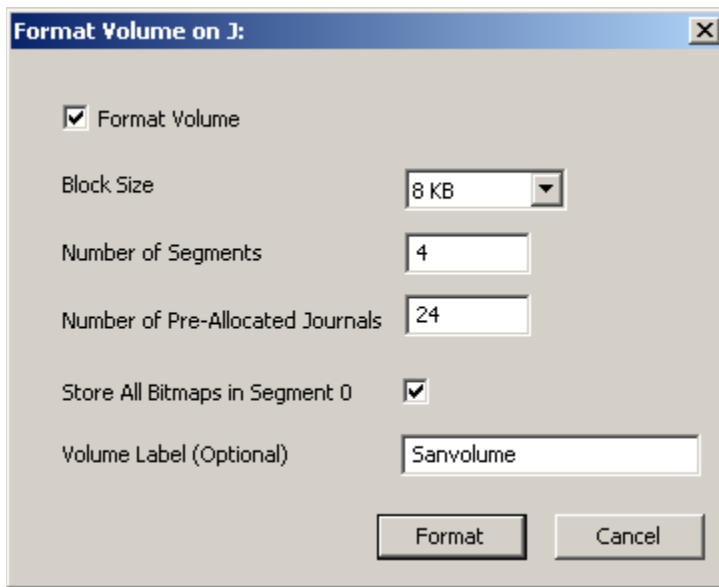 Format Volume on J:
Format Volume
Block Size 8 KB
Number of Segments 4
Number of Pre-Allocated Journals 24
Store All Bitmaps in Segment 0
Volume Label (Optional) Sanvolume
Format Cancel